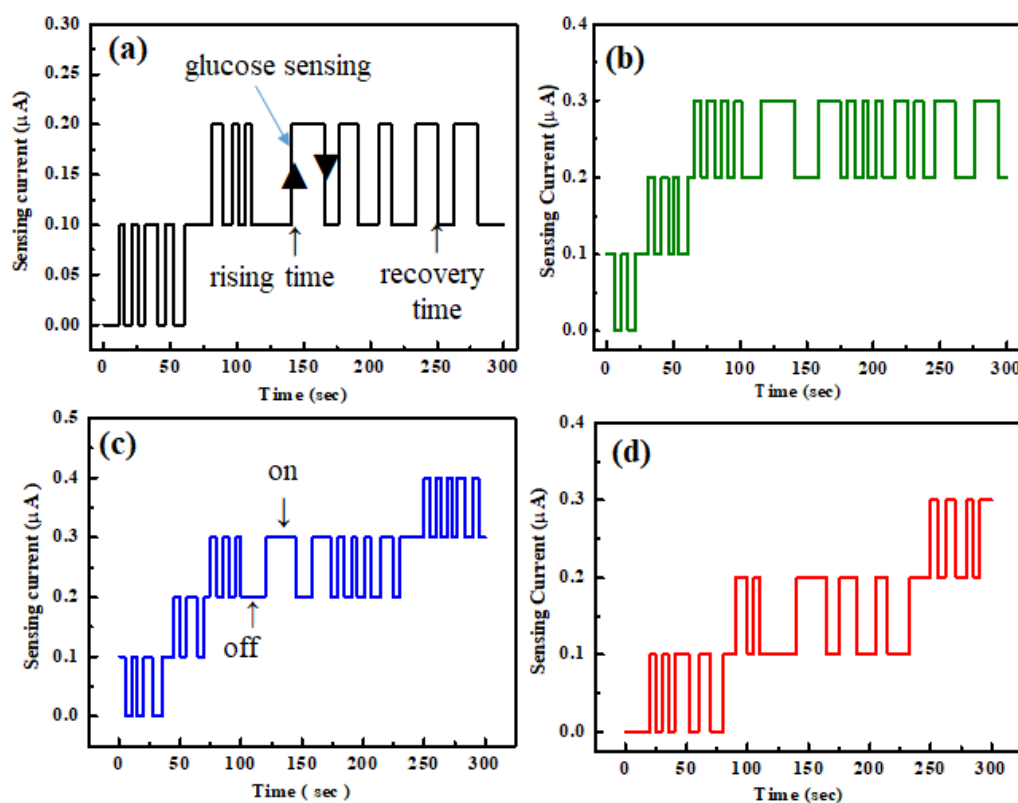 (a)
glucose sensing
rising time
recovery
time
Sensing current (μ A)
0.30
0.25
0.20
0.15
0.10
0.05
0.00
0 50 100 150 200 250 300
Time (sec)
(b)
Sensing Current (μ A)
0.4
0.3
0.2
0.1
0.0
0 50 100 150 200 250 300
Time (sec)
(c)
on
off
Sensing Current (μ A )
0.5
0.4
0.3
0.2
0.1
0.0
0 50 100 150 200 250 300
Time ( sec )
(d)
Sensing Current (μ A)
0.4
0.3
0.2
0.1
0.0
0 50 100 150 200 250 300
Time (sec)